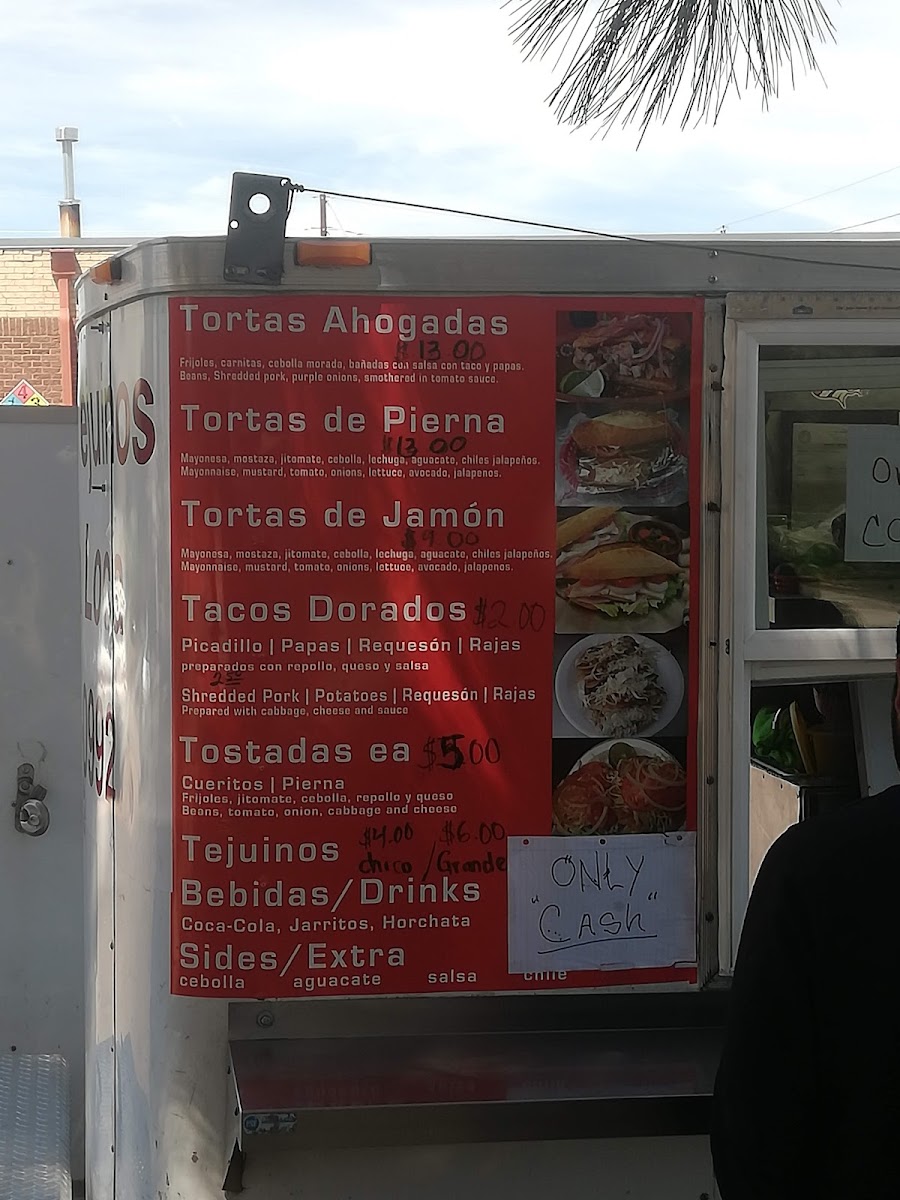 Tortas Ahogadas
$13.00
Frijoles, carnitas, cebolla morada, bañadas con salsa con taco y papas.
Beans, Shredded pork, purple onions, smothered in tomato sauce.
Tortas de Pierna
$13.00
Mayonesa, mostaza, jitomate, cebolla, lechuga, aguacate, chiles jalapeños.
Mayonnaise, mustard, tomato, onions, lettuce, avocado, jalapenos.
Tortas de Jamón
$9.00
Mayonesa, mostaza, jitomate, cebolla, lechuga, aguacate, chiles jalapeños.
Mayonnaise, mustard, tomato, onions, lettuce, avocado, jalapenos.
Tacos Dorados $2.00
Picadillo | Papas | Requesón | Rajas
preparados con repollo, queso y salsa
2.50
Shredded Pork | Potatoes | Requesón | Rajas
Prepared with cabbage, cheese and sauce
Tostadas ea $5.00
Cueritos | Pierna
Frijoles, jitomate, cebolla, repollo y queso
Beans, tomato, onion, cabbage and cheese
Tejuinos $4.00 $6.00
chico / Grande
Bebidas/Drinks
Coca-Cola, Jarritos, Horchata
Sides/Extra
cebolla aguacate salsa chile
ONLY
"Cash"
4